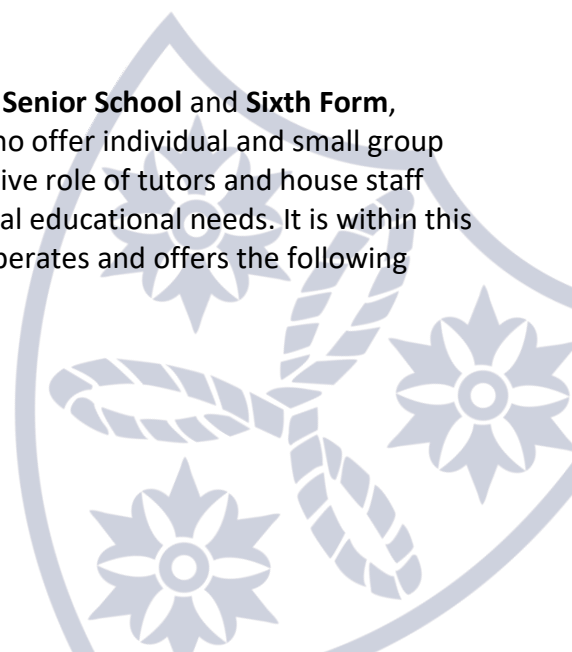 Senior School and Sixth Form,
no offer individual and small group
ive role of tutors and house staff
al educational needs. It is within this
perates and offers the following